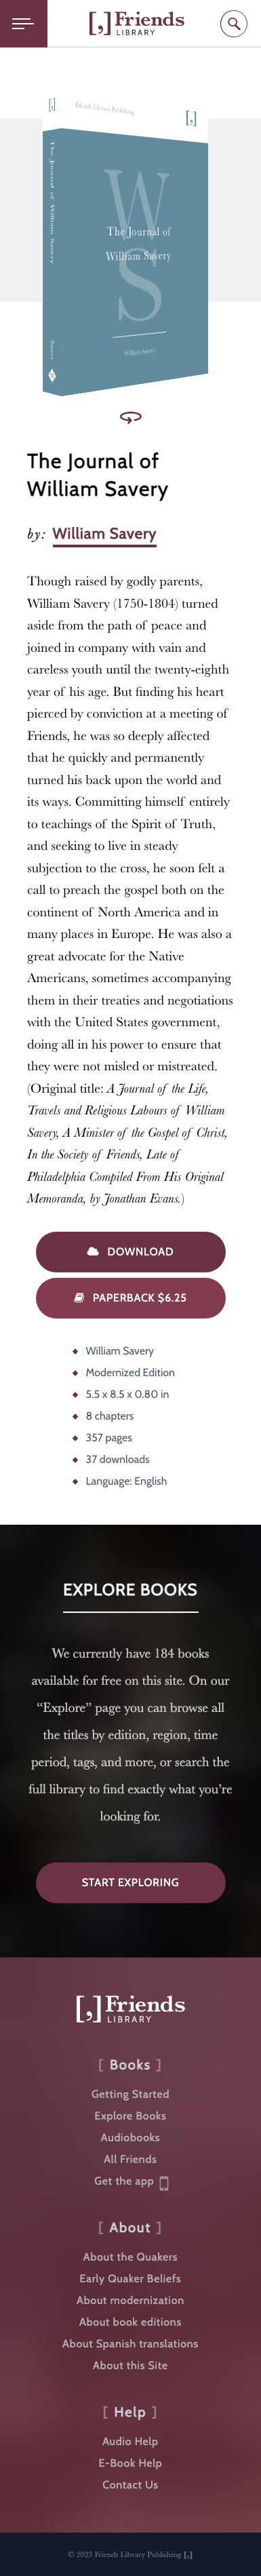 [,] Friends
LIBRARY
Friends Library Publishing
[,]
The Journal of William Savery
WS
The Journal of
William Savery
William Savery
Savery
The Journal of
William Savery
by: William Savery
Though raised by godly parents,
William Savery (1750-1804) turned
aside from the path of peace and
joined in company with vain and
careless youth until the twenty-eighth
year of his age. But finding his heart
pierced by conviction at a meeting of
Friends, he was so deeply affected
that he quickly and permanently
turned his back upon the world and
its ways. Committing himself entirely
to teachings of the Spirit of Truth,
and seeking to live in steady
subjection to the cross, he soon felt a
call to preach the gospel both on the
continent of North America and in
many places in Europe. He was also a
great advocate for the Native
Americans, sometimes accompanying
them in their treaties and negotiations
with the United States government,
doing all in his power to ensure that
they were not misled or mistreated.
(Original title: A Journal of the Life,
Travels and Religious Labours of William
Savery, A Minister of the Gospel of Christ,
In the Society of Friends, Late of
Philadelphia Compiled From His Original
Memoranda, by Jonathan Evans.)
DOWNLOAD
PAPERBACK $6.25
William Savery
Modernized Edition
5.5 x 8.5 x 0.80 in
8 chapters
357 pages
37 downloads
Language: English
EXPLORE BOOKS
We currently have 184 books
available for free on this site. On our
“Explore” page you can browse all
the titles by edition, region, time
period, tags, and more, or search the
full library to find exactly what you’re
looking for.
START EXPLORING
[,] Friends
LIBRARY
[ Books ]
Getting Started
Explore Books
Audiobooks
All Friends
Get the app
[ About ]
About the Quakers
Early Quaker Beliefs
About modernization
About book editions
About Spanish translations
About this Site
[ Help ]
Audio Help
E-Book Help
Contact Us
© 2023 Friends Library Publishing [,]